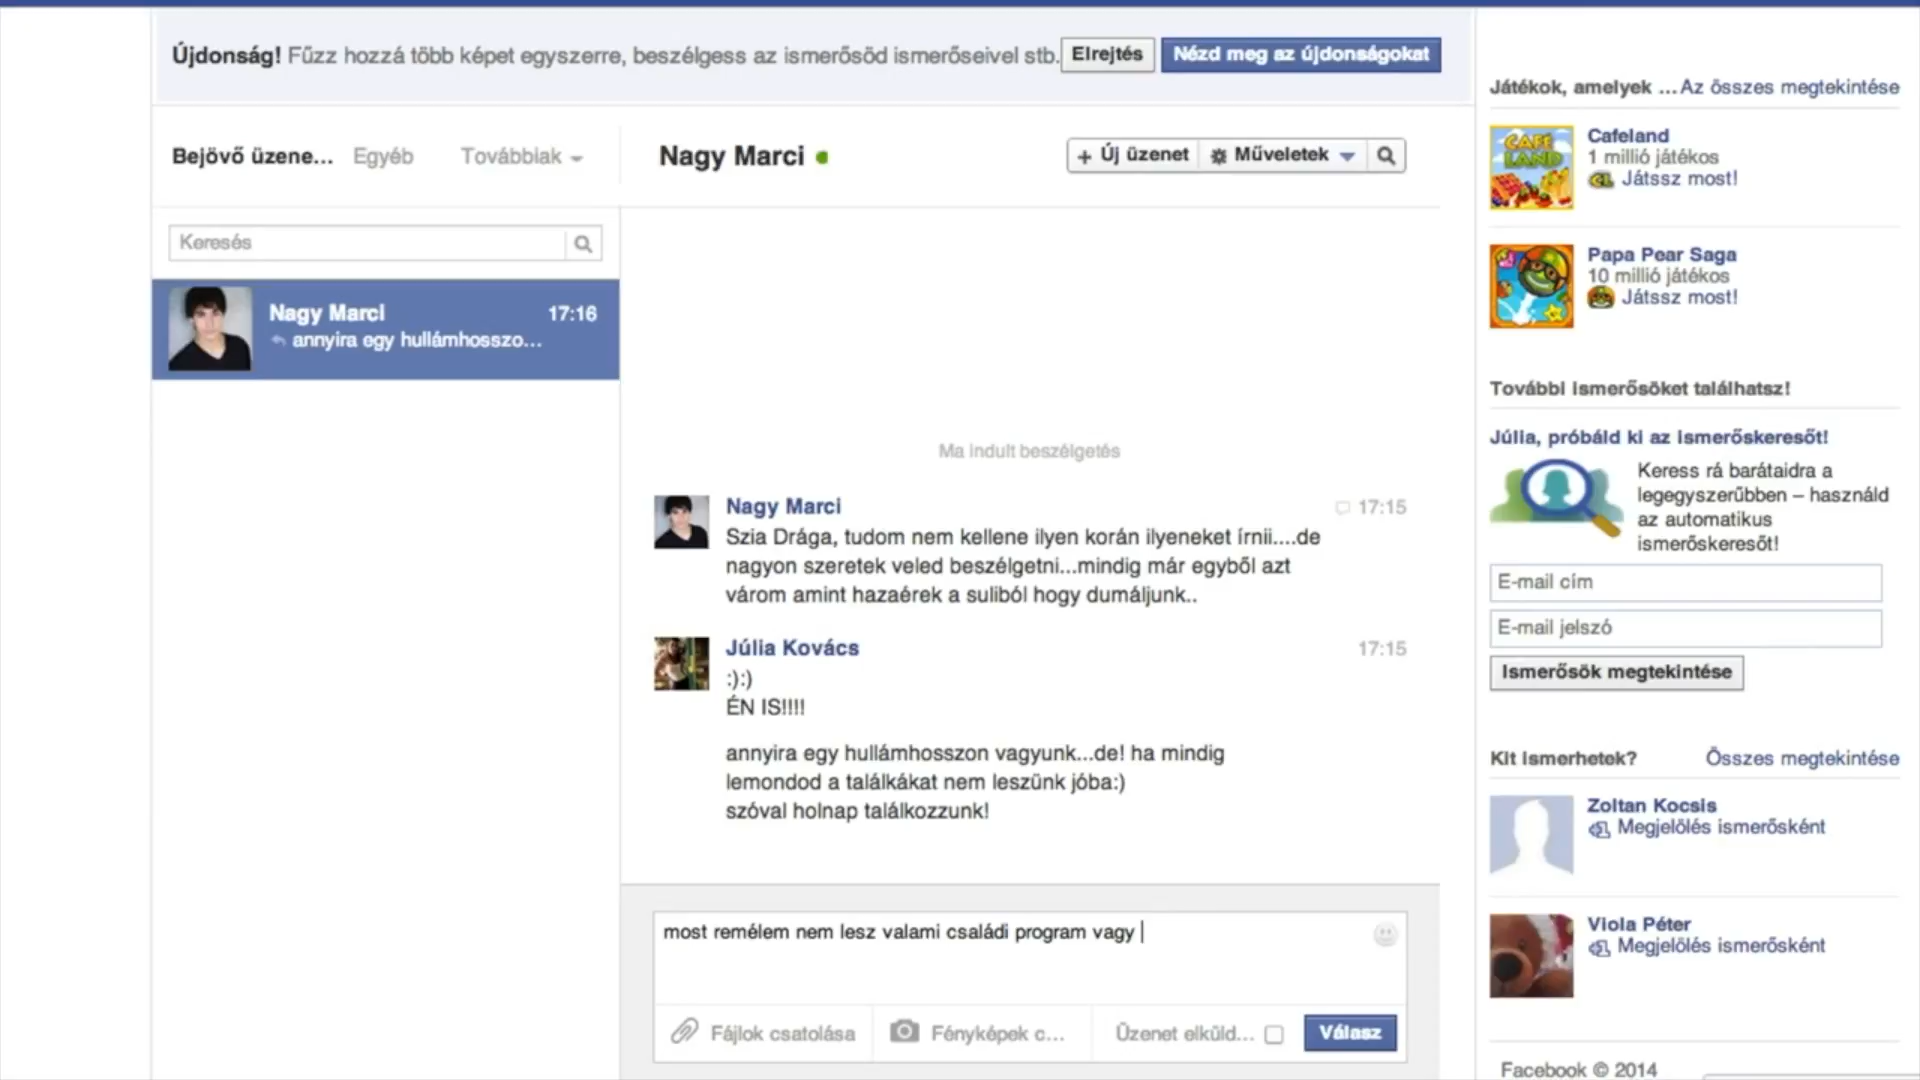 Újdonság! Fűzz hozzá több képet egyszerre, beszélgess az ismerősöd ismerőseivel stb.
Elrejtés
Nézd meg az újdonságokat
Bejövő üzene...
Egyéb
Továbbiak
Nagy Marci
+ Új üzenet
Műveletek
Keresés
Nagy Marci
17:16
annyira egy hullámhosszo...
Ma indult beszélgetés
Nagy Marci
17:15
Szia Drága, tudom nem kellene ilyen korán ilyeneket írnii....de
nagyon szeretek veled beszélgetni...mindig már egyből azt
várom amint hazaérek a suliból hogy dumáljunk..
Júlia Kovács
17:15
:):)
ÉN IS!!!!
annyira egy hullámhosszon vagyunk...de! ha mindig
lemondod a találkákat nem leszünk jóba:)
szóval holnap találkozzunk!
most remélem nem lesz valami családi program vagy
Fájlok csatolása
Fényképek c...
Üzenet elküld...
Válasz
Játékok, amelyek ...
Az összes megtekintése
CAFE
LAND
Cafeland
1 millió játékos
CL Játssz most!
Papa Pear Saga
10 millió játékos
Játssz most!
További ismerősöket találhatsz!
Júlia, próbáld ki az ismerőskeresőt!
Keress rá barátaidra a
legegyszerűbben – használd
az automatikus
ismerőskeresőt!
E-mail cím
E-mail jelszó
Ismerősök megtekintése
Kit ismerhetek?
Összes megtekintése
Zoltan Kocsis
Megjelölés ismerősként
Viola Péter
Megjelölés ismerősként
Facebook © 2014